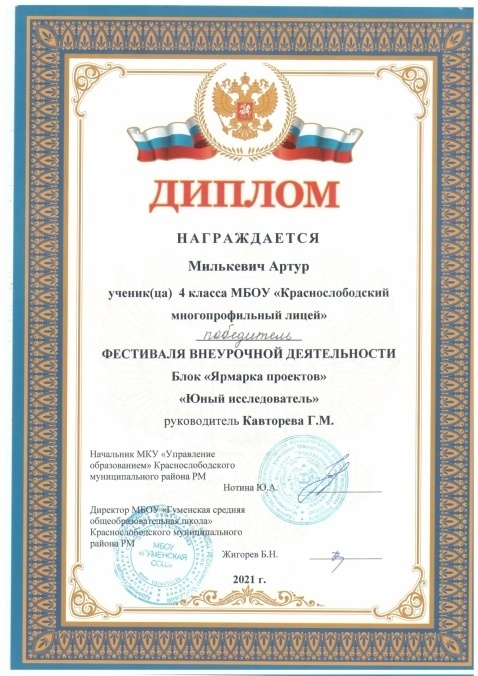 ДИПЛОМ
НАГРАЖДАЕТСЯ
Милькевич Артур
ученик(ца) 4 класса МБОУ «Краснослободский
многопрофильный лицей»
победитель
ФЕСТИВАЛЯ ВНЕУРОЧНОЙ ДЕЯТЕЛЬНОСТИ
Блок «Ярмарка проектов»
«Юный исследователь»
руководитель Кавторева Г.М.
Начальник МКУ «Управление
образованием» Краснослободского
муниципального района РМ
Нотина Ю.А.
Директор МБОУ «Гуменская средняя
общеобразовательная школа»
Краснослободского муниципального
района РМ
Жигорев Б.Н.
МБОУ
«ГУМЕНСКАЯ
СОШ»
2021 г.